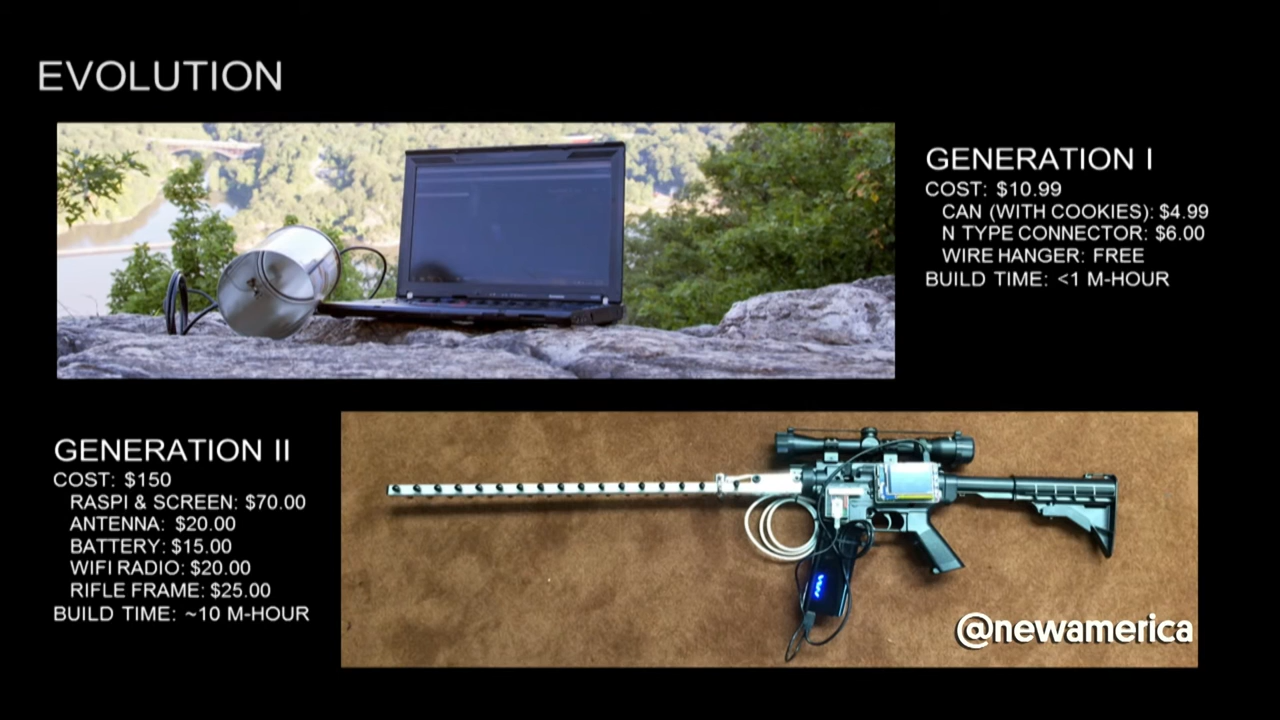 EVOLUTION
GENERATION I
COST: $10.99
CAN (WITH COOKIES): $4.99
N TYPE CONNECTOR: $6.00
WIRE HANGER: FREE
BUILD TIME: <1 M-HOUR
GENERATION II
COST: $150
RASPI & SCREEN: $70.00
ANTENNA: $20.00
BATTERY: $15.00
WIFI RADIO: $20.00
RIFLE FRAME: $25.00
BUILD TIME: ~10 M-HOUR
@newamerica